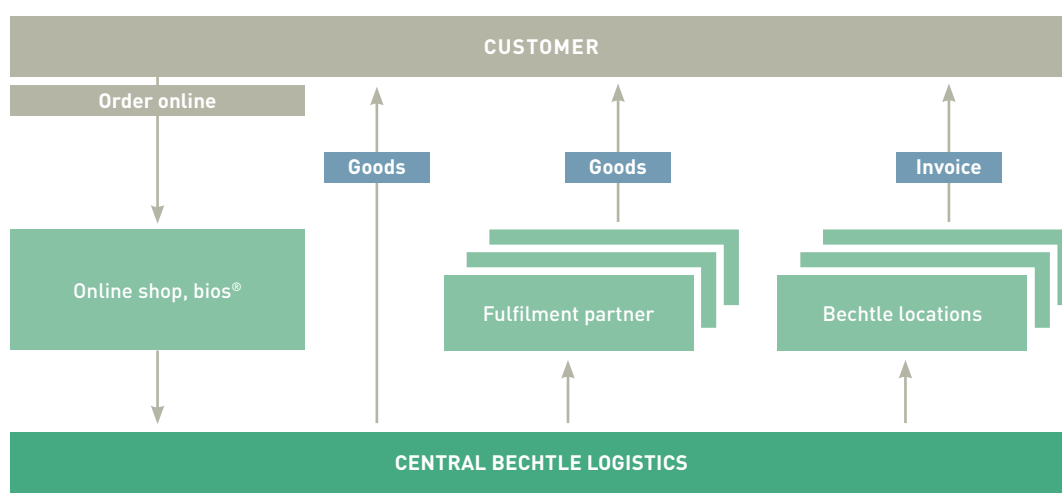 CUSTOMER
Order online
Goods
Goods
Invoice
Online shop, bios®
Fulfilment partner
Bechtle locations
CENTRAL BECHTLE LOGISTICS